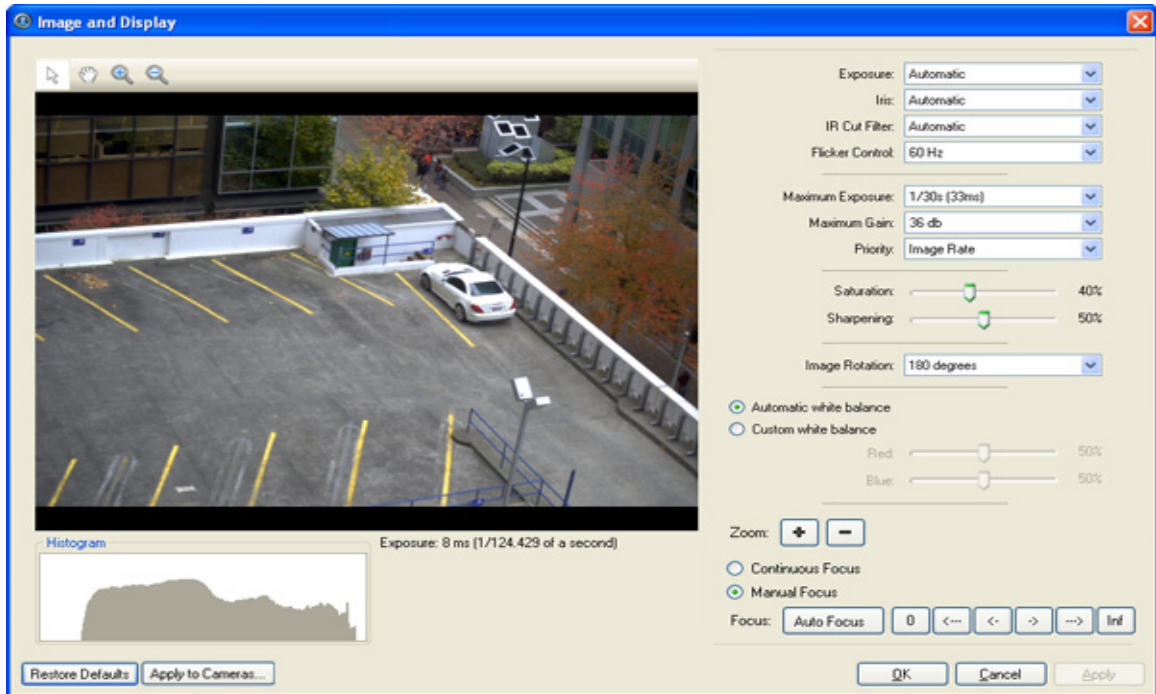 Image and Display
Exposure: Automatic
Iris: Automatic
IR Cut Filter: Automatic
Flicker Control: 60 Hz
Maximum Exposure: 1/30s (33ms)
Maximum Gain: 36 db
Priority: Image Rate
Saturation: 40%
Sharpening: 50%
Image Rotation: 180 degrees
Automatic white balance
Custom white balance
Red: 50%
Blue: 50%
Zoom: + -
Continuous Focus
Manual Focus
Focus: Auto Focus 0 <--- <- -> ---> Inf
Histogram
Exposure: 8 ms (1/124.429 of a second)
Restore Defaults Apply to Cameras... OK Cancel Apply